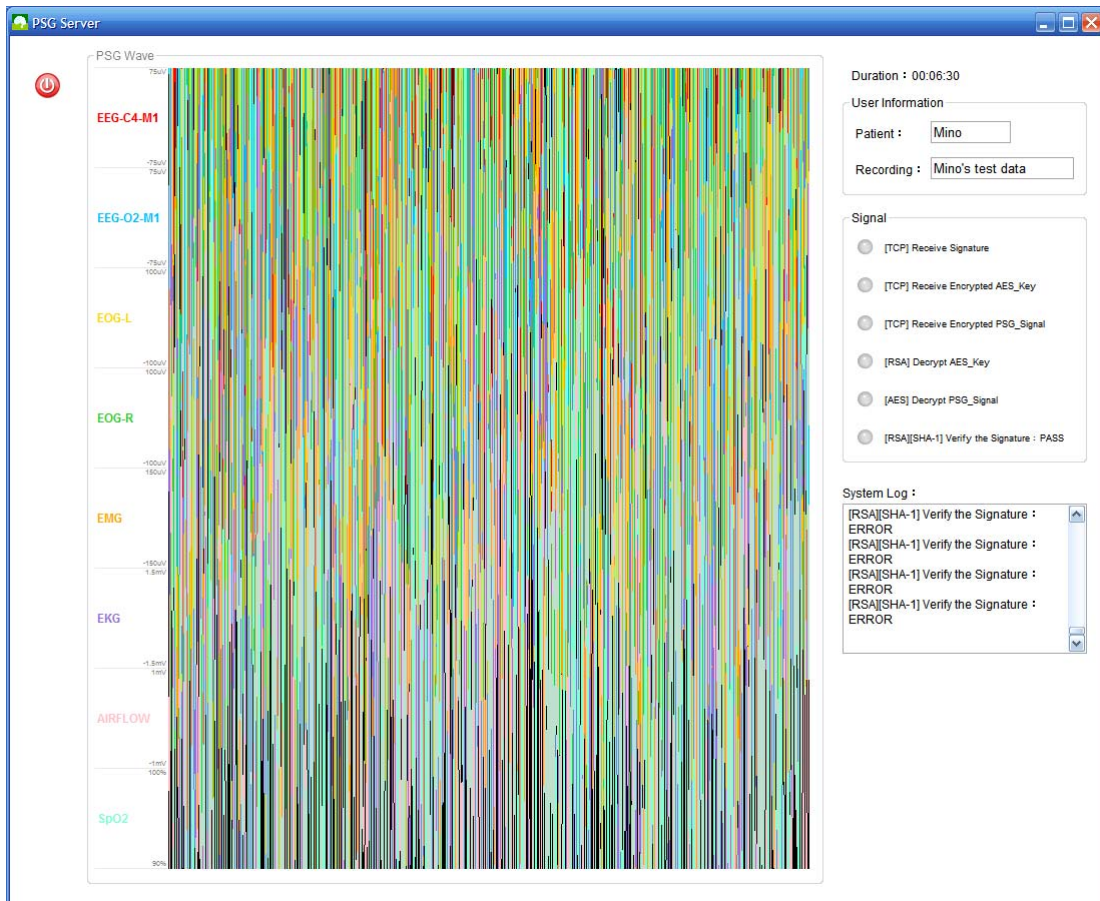 PSG Server
PSG Wave
75uV
EEG-C4-M1
-75uV
75uV
EEG-O2-M1
-75uV
100uV
EOG-L
-100uV
100uV
EOG-R
-100uV
150uV
EMG
-150uV
1.5mV
EKG
-1.5mV
1mV
AIRFLOW
-1mV
100%
SpO2
90%
Duration：00:06:30
User Information
Patient： Mino
Recording： Mino's test data
Signal
[TCP] Receive Signature
[TCP] Receive Encrypted AES_Key
[TCP] Receive Encrypted PSG_Signal
[RSA] Decrypt AES_Key
[AES] Decrypt PSG_Signal
[RSA][SHA-1] Verify the Signature：PASS
System Log：
[RSA][SHA-1] Verify the Signature：
ERROR
[RSA][SHA-1] Verify the Signature：
ERROR
[RSA][SHA-1] Verify the Signature：
ERROR
[RSA][SHA-1] Verify the Signature：
ERROR